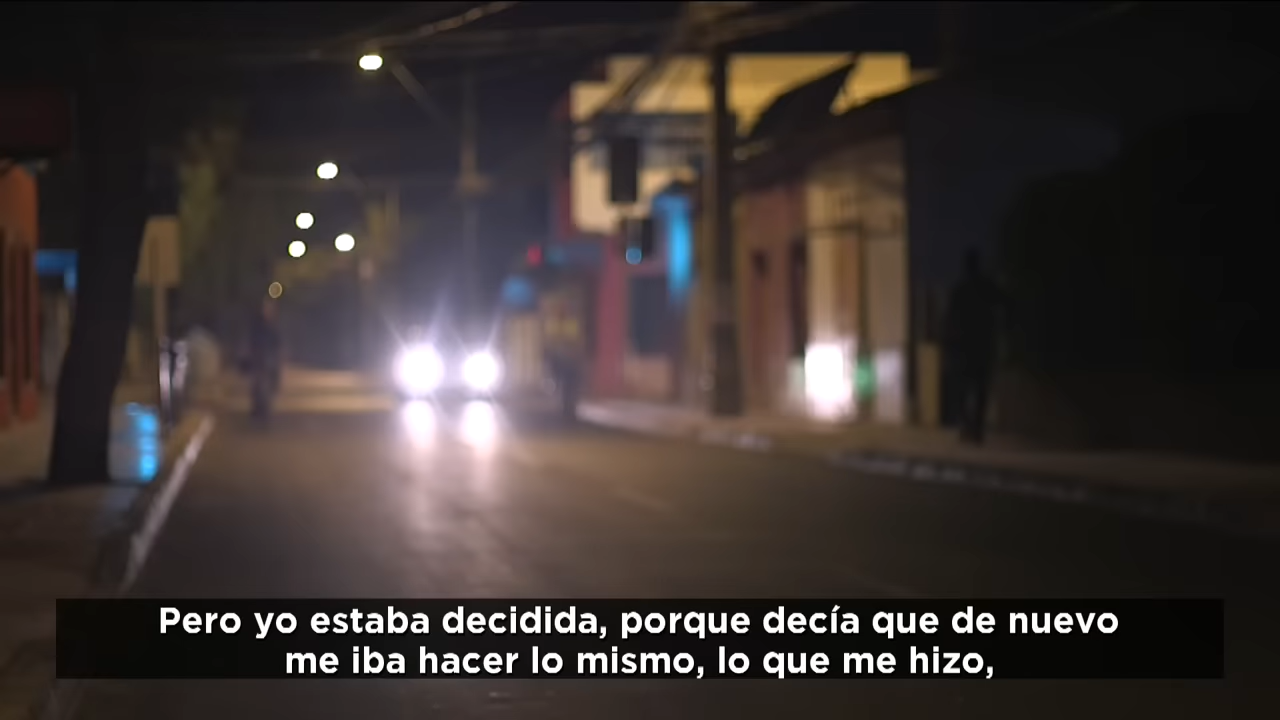 Pero yo estaba decidida, porque decía que de nuevo
me iba hacer lo mismo, lo que me hizo,